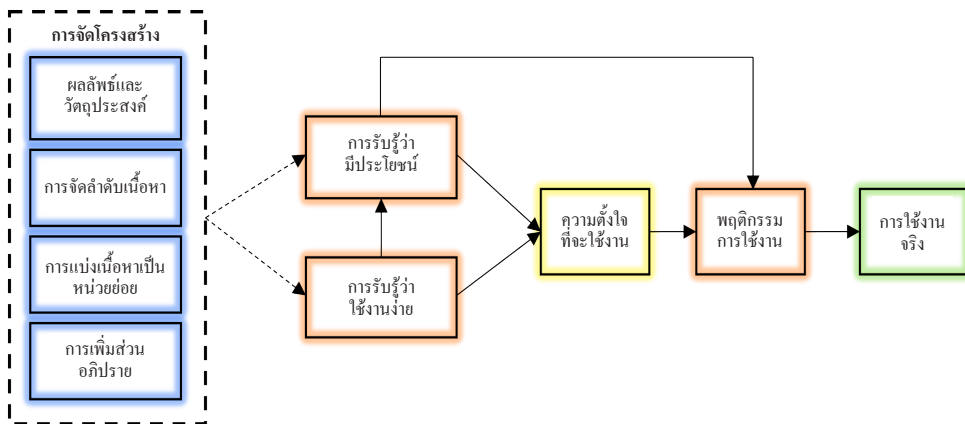 การจัดโครงสร้าง
ผลลัพธ์และ
วัตถุประสงค์
การจัดลำดับเนื้อหา
การแบ่งเนื้อหาเป็น
หน่วยย่อย
การเพิ่มส่วน
อภิปราย
การรับรู้ว่า
มีประโยชน์
การรับรู้ว่า
ใช้งานง่าย
ความตั้งใจ
ที่จะใช้งาน
พฤติกรรม
การใช้งาน
การใช้งาน
จริง